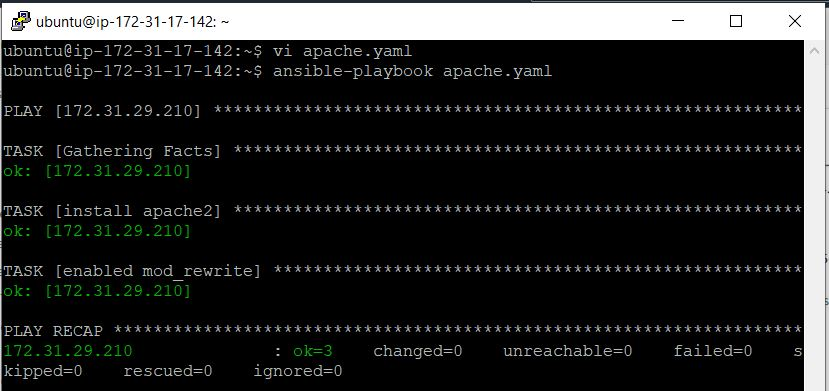 ubuntu@ip-172-31-17-142: ~
ubuntu@ip-172-31-17-142:~$ vi apache.yaml
ubuntu@ip-172-31-17-142:~$ ansible-playbook apache.yaml
PLAY [172.31.29.210] ***********************************************************
TASK [Gathering Facts] *********************************************************
ok: [172.31.29.210]
TASK [install apache2] *********************************************************
ok: [172.31.29.210]
TASK [enabled mod_rewrite] *****************************************************
ok: [172.31.29.210]
PLAY RECAP *********************************************************************
172.31.29.210              : ok=3    changed=0    unreachable=0    failed=0    s
kipped=0    rescued=0    ignored=0